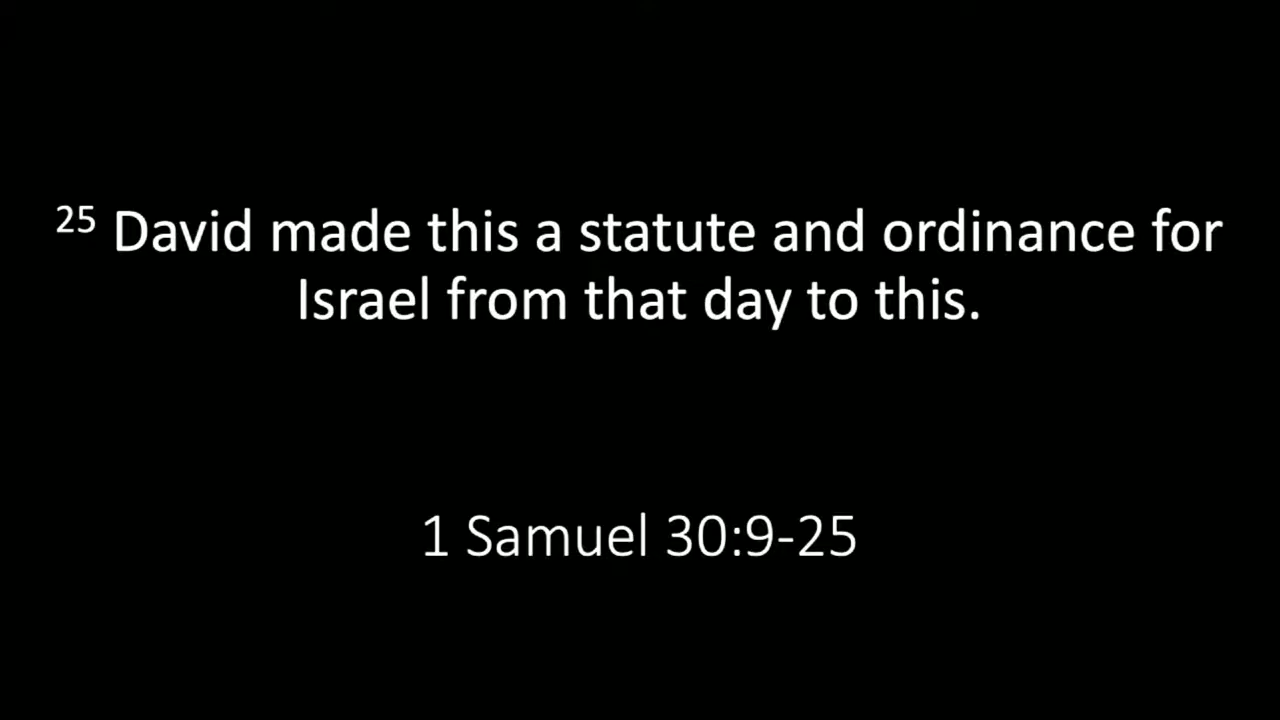 25 David made this a statute and ordinance for
Israel from that day to this.
1 Samuel 30:9-25